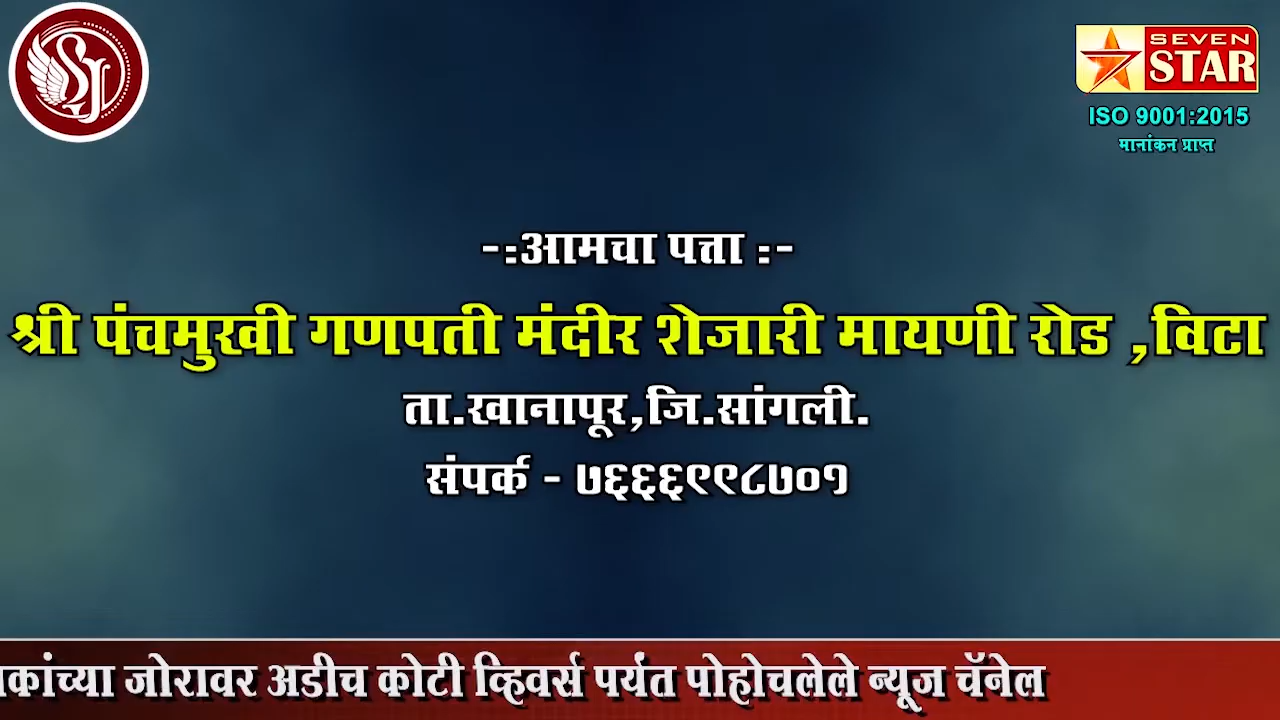 SEVEN
STAR
ISO 9001:2015
मानांकन प्राप्त
-:आमचा पत्ता :-
श्री पंचमुखी गणपती मंदीर शेजारी मायणी रोड ,विटा
ता.खानापूर,जि.सांगली.
संपर्क - ७६६६९९८७०१
जोरावर अडीच कोटी व्हिवर्स पर्यंत पोहोचलेले न्यूज चॅनेल